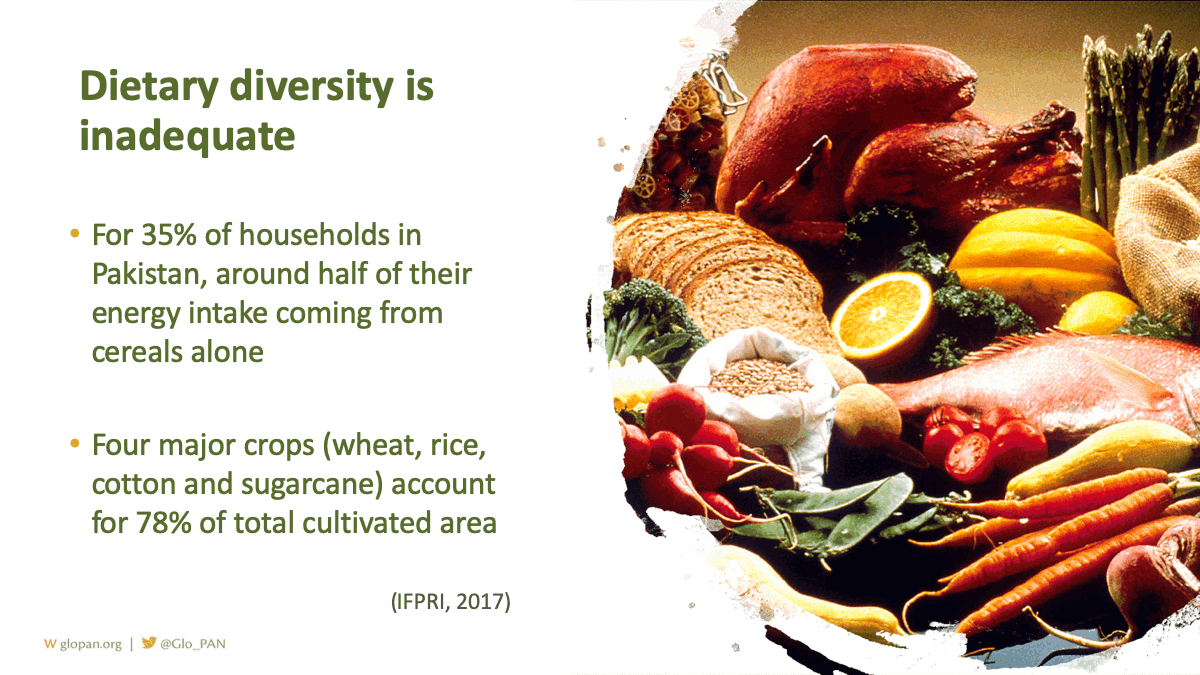 Dietary diversity is
inadequate
• For 35% of households in
Pakistan, around half of their
energy intake coming from
cereals alone
• Four major crops (wheat, rice,
cotton and sugarcane) account
for 78% of total cultivated area
(IFPRI, 2017)
W glopan.org | @Glo_PAN